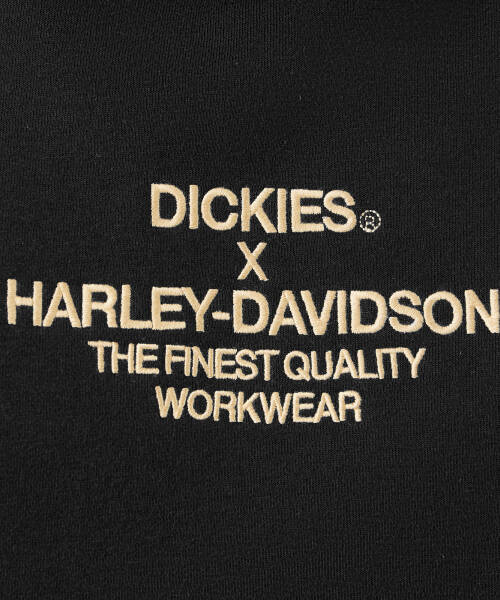 DICKIES®
X
HARLEY-DAVIDSON
THE FINEST QUALITY
WORKWEAR